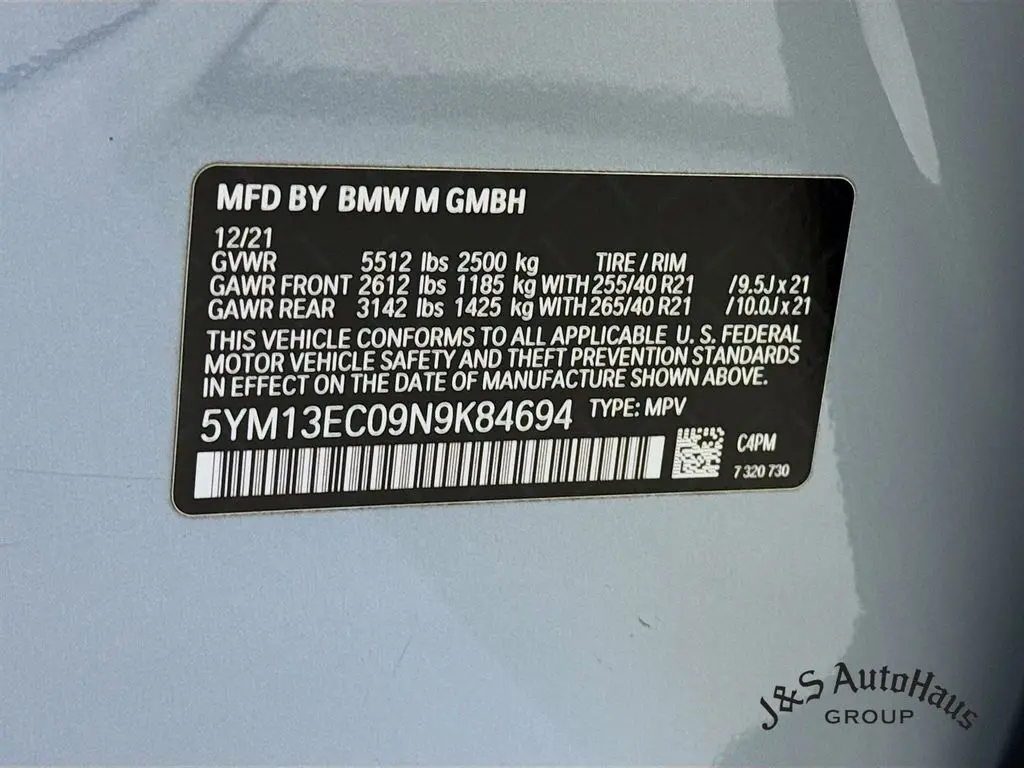 MFD BY BMW M GMBH
12/21
GVWR 5512 lbs 2500 kg TIRE / RIM
GAWR FRONT 2612 lbs 1185 kg WITH 255/40 R21 /9.5J x 21
GAWR REAR 3142 lbs 1425 kg WITH 265/40 R21 /10.0J x 21
THIS VEHICLE CONFORMS TO ALL APPLICABLE U. S. FEDERAL
MOTOR VEHICLE SAFETY AND THEFT PREVENTION STANDARDS
IN EFFECT ON THE DATE OF MANUFACTURE SHOWN ABOVE.
5YM13EC09N9K84694 TYPE: MPV
C4PM
7 320 730
J&S AutoHaus
GROUP